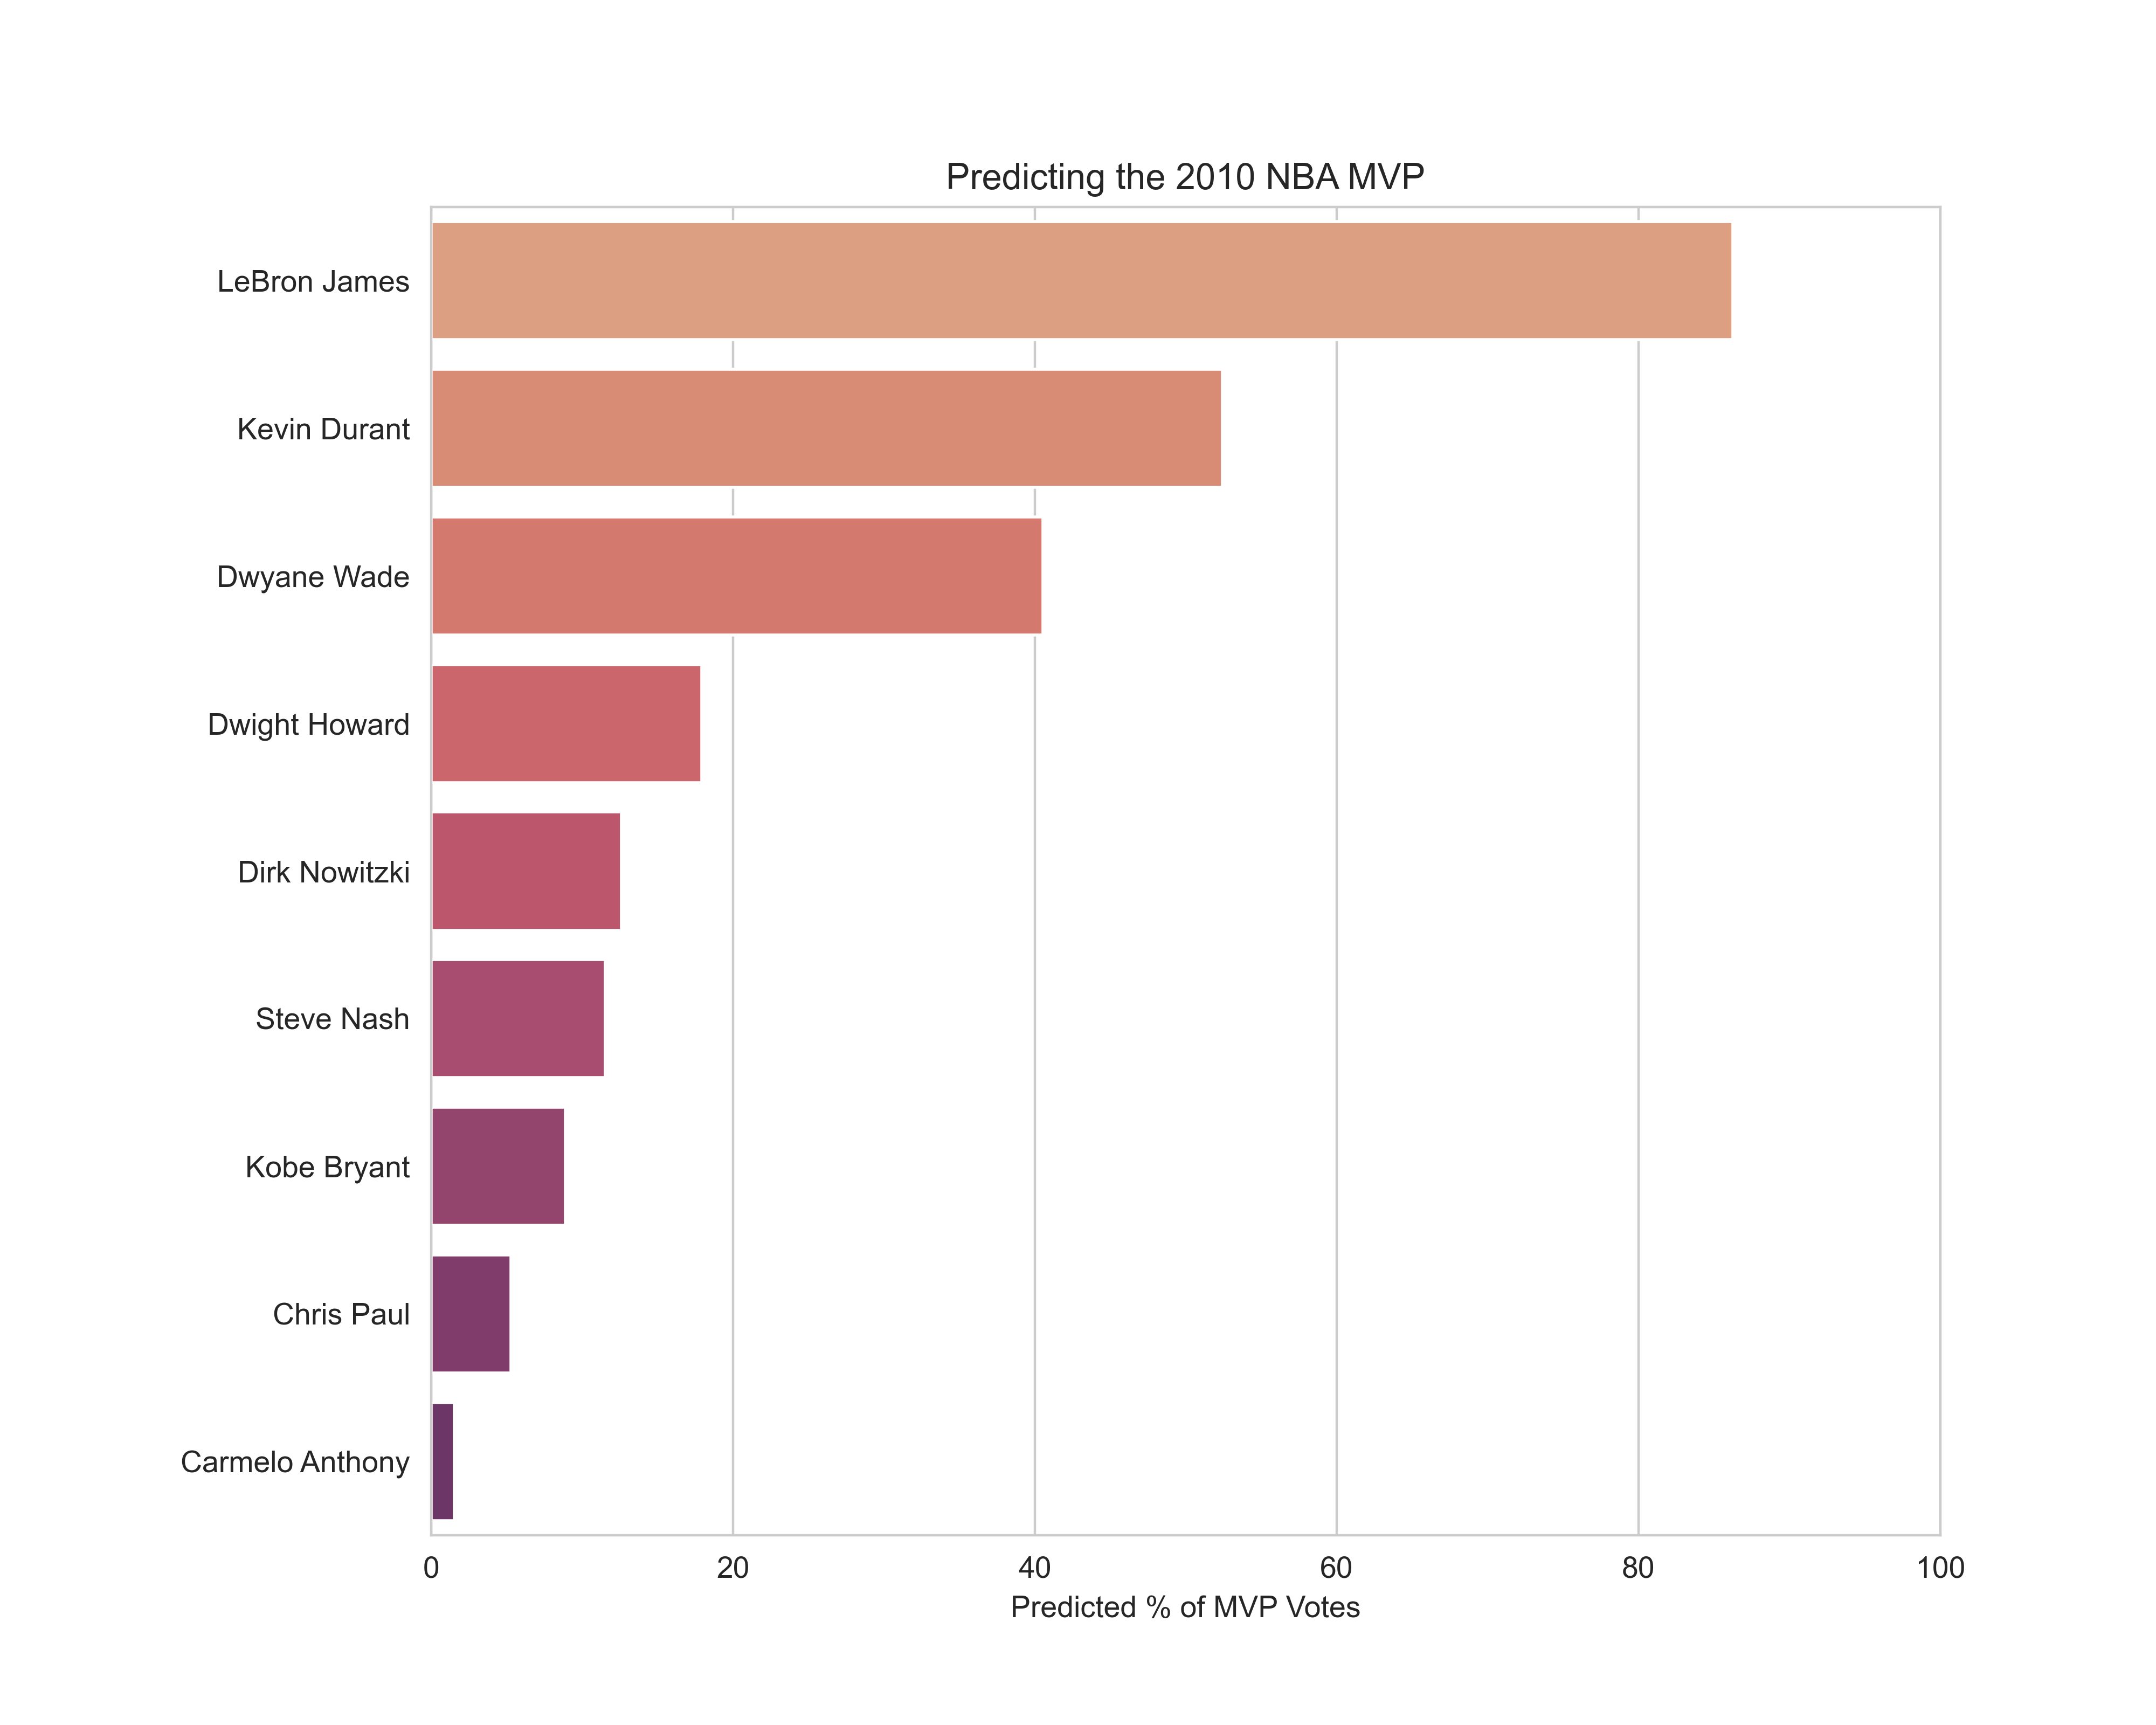 Predicting the 2010 NBA MVP
LeBron James
Kevin Durant
Dwyane Wade
Dwight Howard
Dirk Nowitzki
Steve Nash
Kobe Bryant
Chris Paul
Carmelo Anthony
0 20 40 60 80 100
Predicted % of MVP Votes